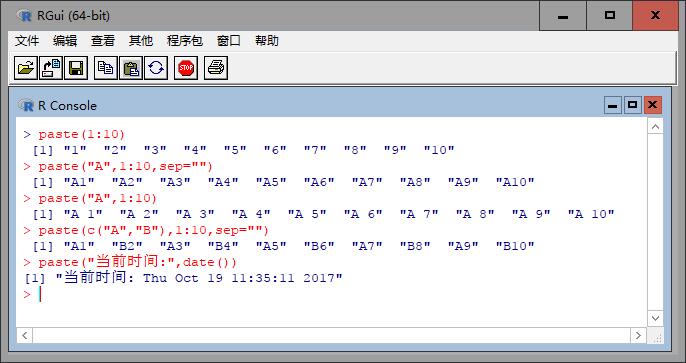 RGui (64-bit)
文件 编辑 查看 其他 程序包 窗口 帮助
STOP
R Console
> paste(1:10)
[1] "1" "2" "3" "4" "5" "6" "7" "8" "9" "10"
> paste("A",1:10,sep="")
[1] "A1" "A2" "A3" "A4" "A5" "A6" "A7" "A8" "A9" "A10"
> paste("A",1:10)
[1] "A 1" "A 2" "A 3" "A 4" "A 5" "A 6" "A 7" "A 8" "A 9" "A 10"
> paste(c("A","B"),1:10,sep="")
[1] "A1" "B2" "A3" "B4" "A5" "B6" "A7" "B8" "A9" "B10"
> paste("当前时间:",date())
[1] "当前时间: Thu Oct 19 11:35:11 2017"
>